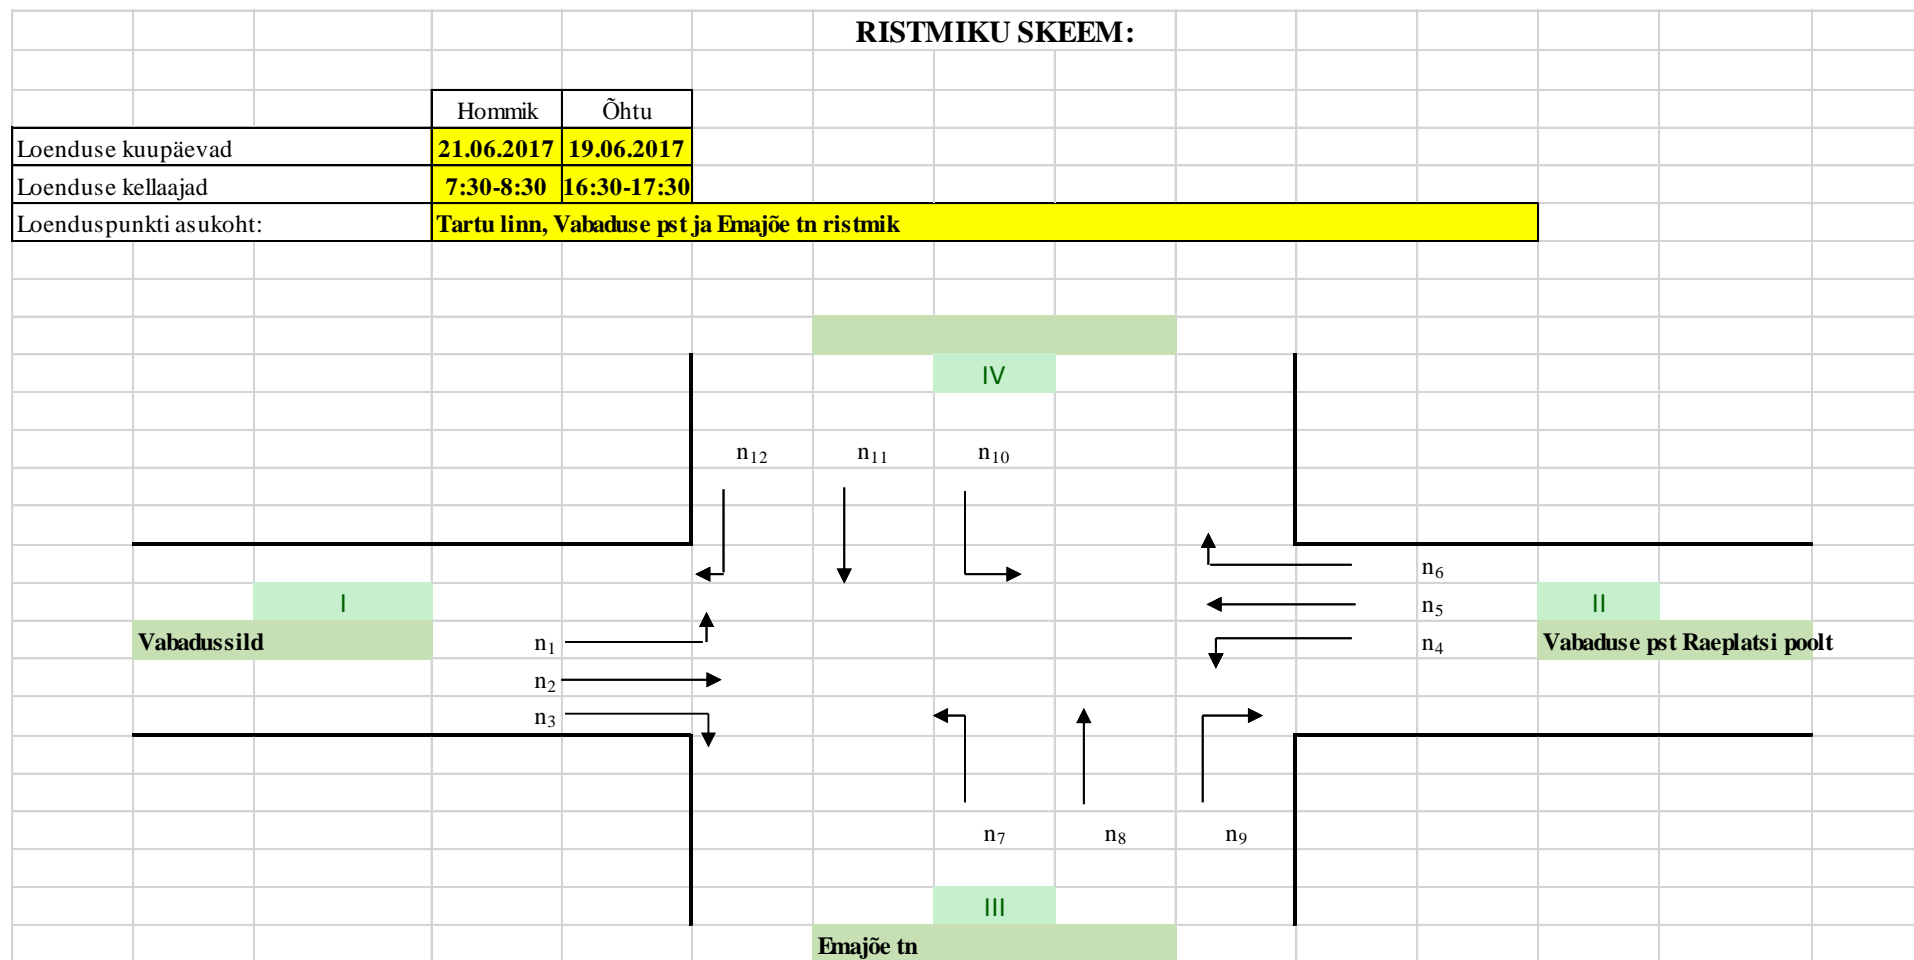 RISTMIKU SKEEM:
Hommik Õhtu
Loenduse kuupäevad 21.06.2017 19.06.2017
Loenduse kellaajad 7:30-8:30 16:30-17:30
Loenduspunkti asukoht: Tartu linn, Vabaduse pst ja Emajõe tn ristmik
IV
n12 n11 n10
n6
I n5 II
Vabadussild n1 n4 Vabaduse pst Raeplatsi poolt
n2
n3
n7 n8 n9
III
Emajõe tn